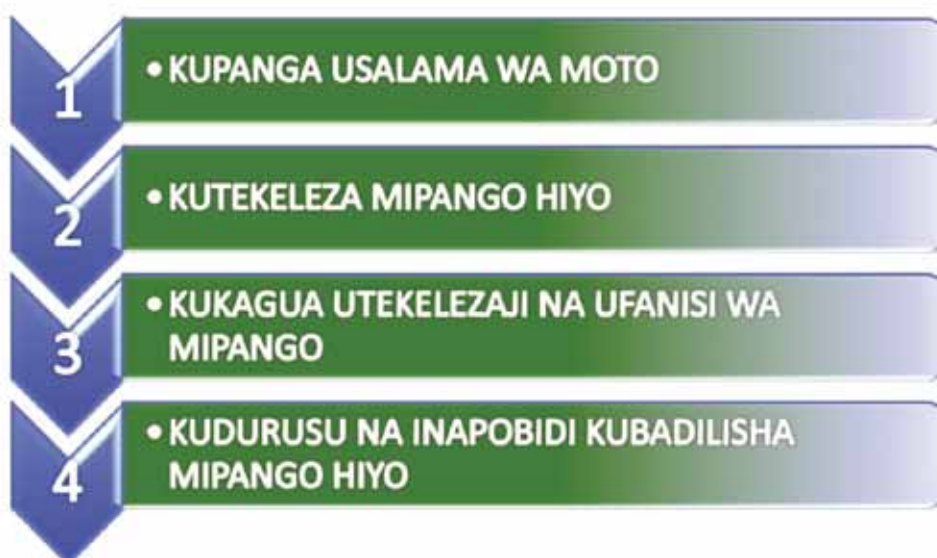 1
• KUPANGA USALAMA WA MOTO
2
• KUTEKELEZA MIPANGO HIYO
3
• KUKAGUA UTEKELEZAJI NA UFANISI WA
MIPANGO
4
• KUDURUSU NA INAPOBIDI KUBADILISHA
MIPANGO HIYO